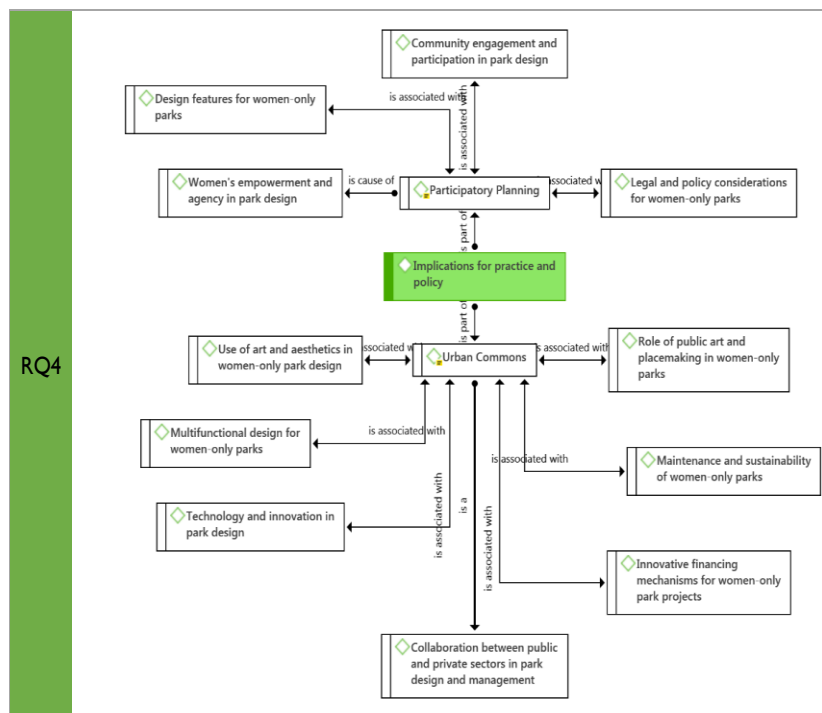 Community engagement and
participation in park design
Design features for women-only
parks
is associated with
is associated with
Women's empowerment and
agency in park design
is cause of
Participatory Planning
associated with
Legal and policy considerations
for women-only parks
is part of
Implications for practice and
policy
is part of
RQ4
Use of art and aesthetics in
women-only park design
associated w
Urban Commons
is associated with
Role of public art and
placemaking in women-only
parks
Multifunctional design for
women-only parks
is associated with
is associated with
Maintenance and sustainability
of women-only parks
Technology and innovation in
park design
is associated with
is a
is associated with
Innovative financing
mechanisms for women-only
park projects
Collaboration between public
and private sectors in park
design and management